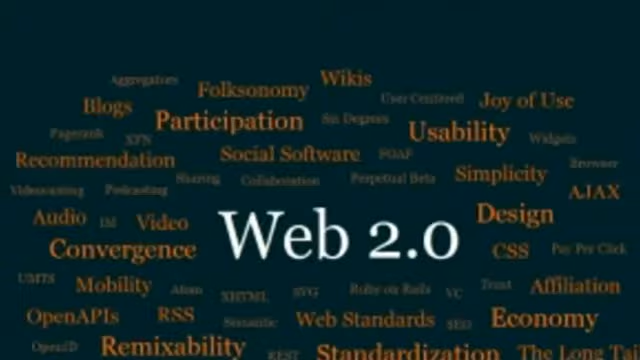 Aggregators
Folksonomy Wikis
Blogs
User Centered
Joy of Use
Participation
Six Degrees
Usability
Widgets
Pagerank
XFN
Recommendation
Social Software
FOAF
Browser
Simplicity
Sharing
Collaboration
Perpetual Beta
Videocasting
Podcasting
AJAX
Audio
IM
Video
Web 2.0
Design
Convergence
CSS
Pay Per Click
UMTS
Mobility
Atom
XHTML
SVG
Ruby on Rails
VC
Trust
Affiliation
OpenAPIs
RSS
Semantic
Web Standards
SEO
Economy
OpenID
Remixability
REST
Standardization
The Long Ta